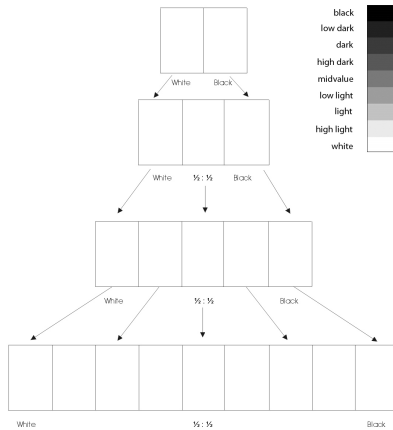 black
low dark
dark
high dark
midvalue
low light
light
high light
white
White Black
White ½ : ½ Black
White ½ : ½ Black
White ½ : ½ Black